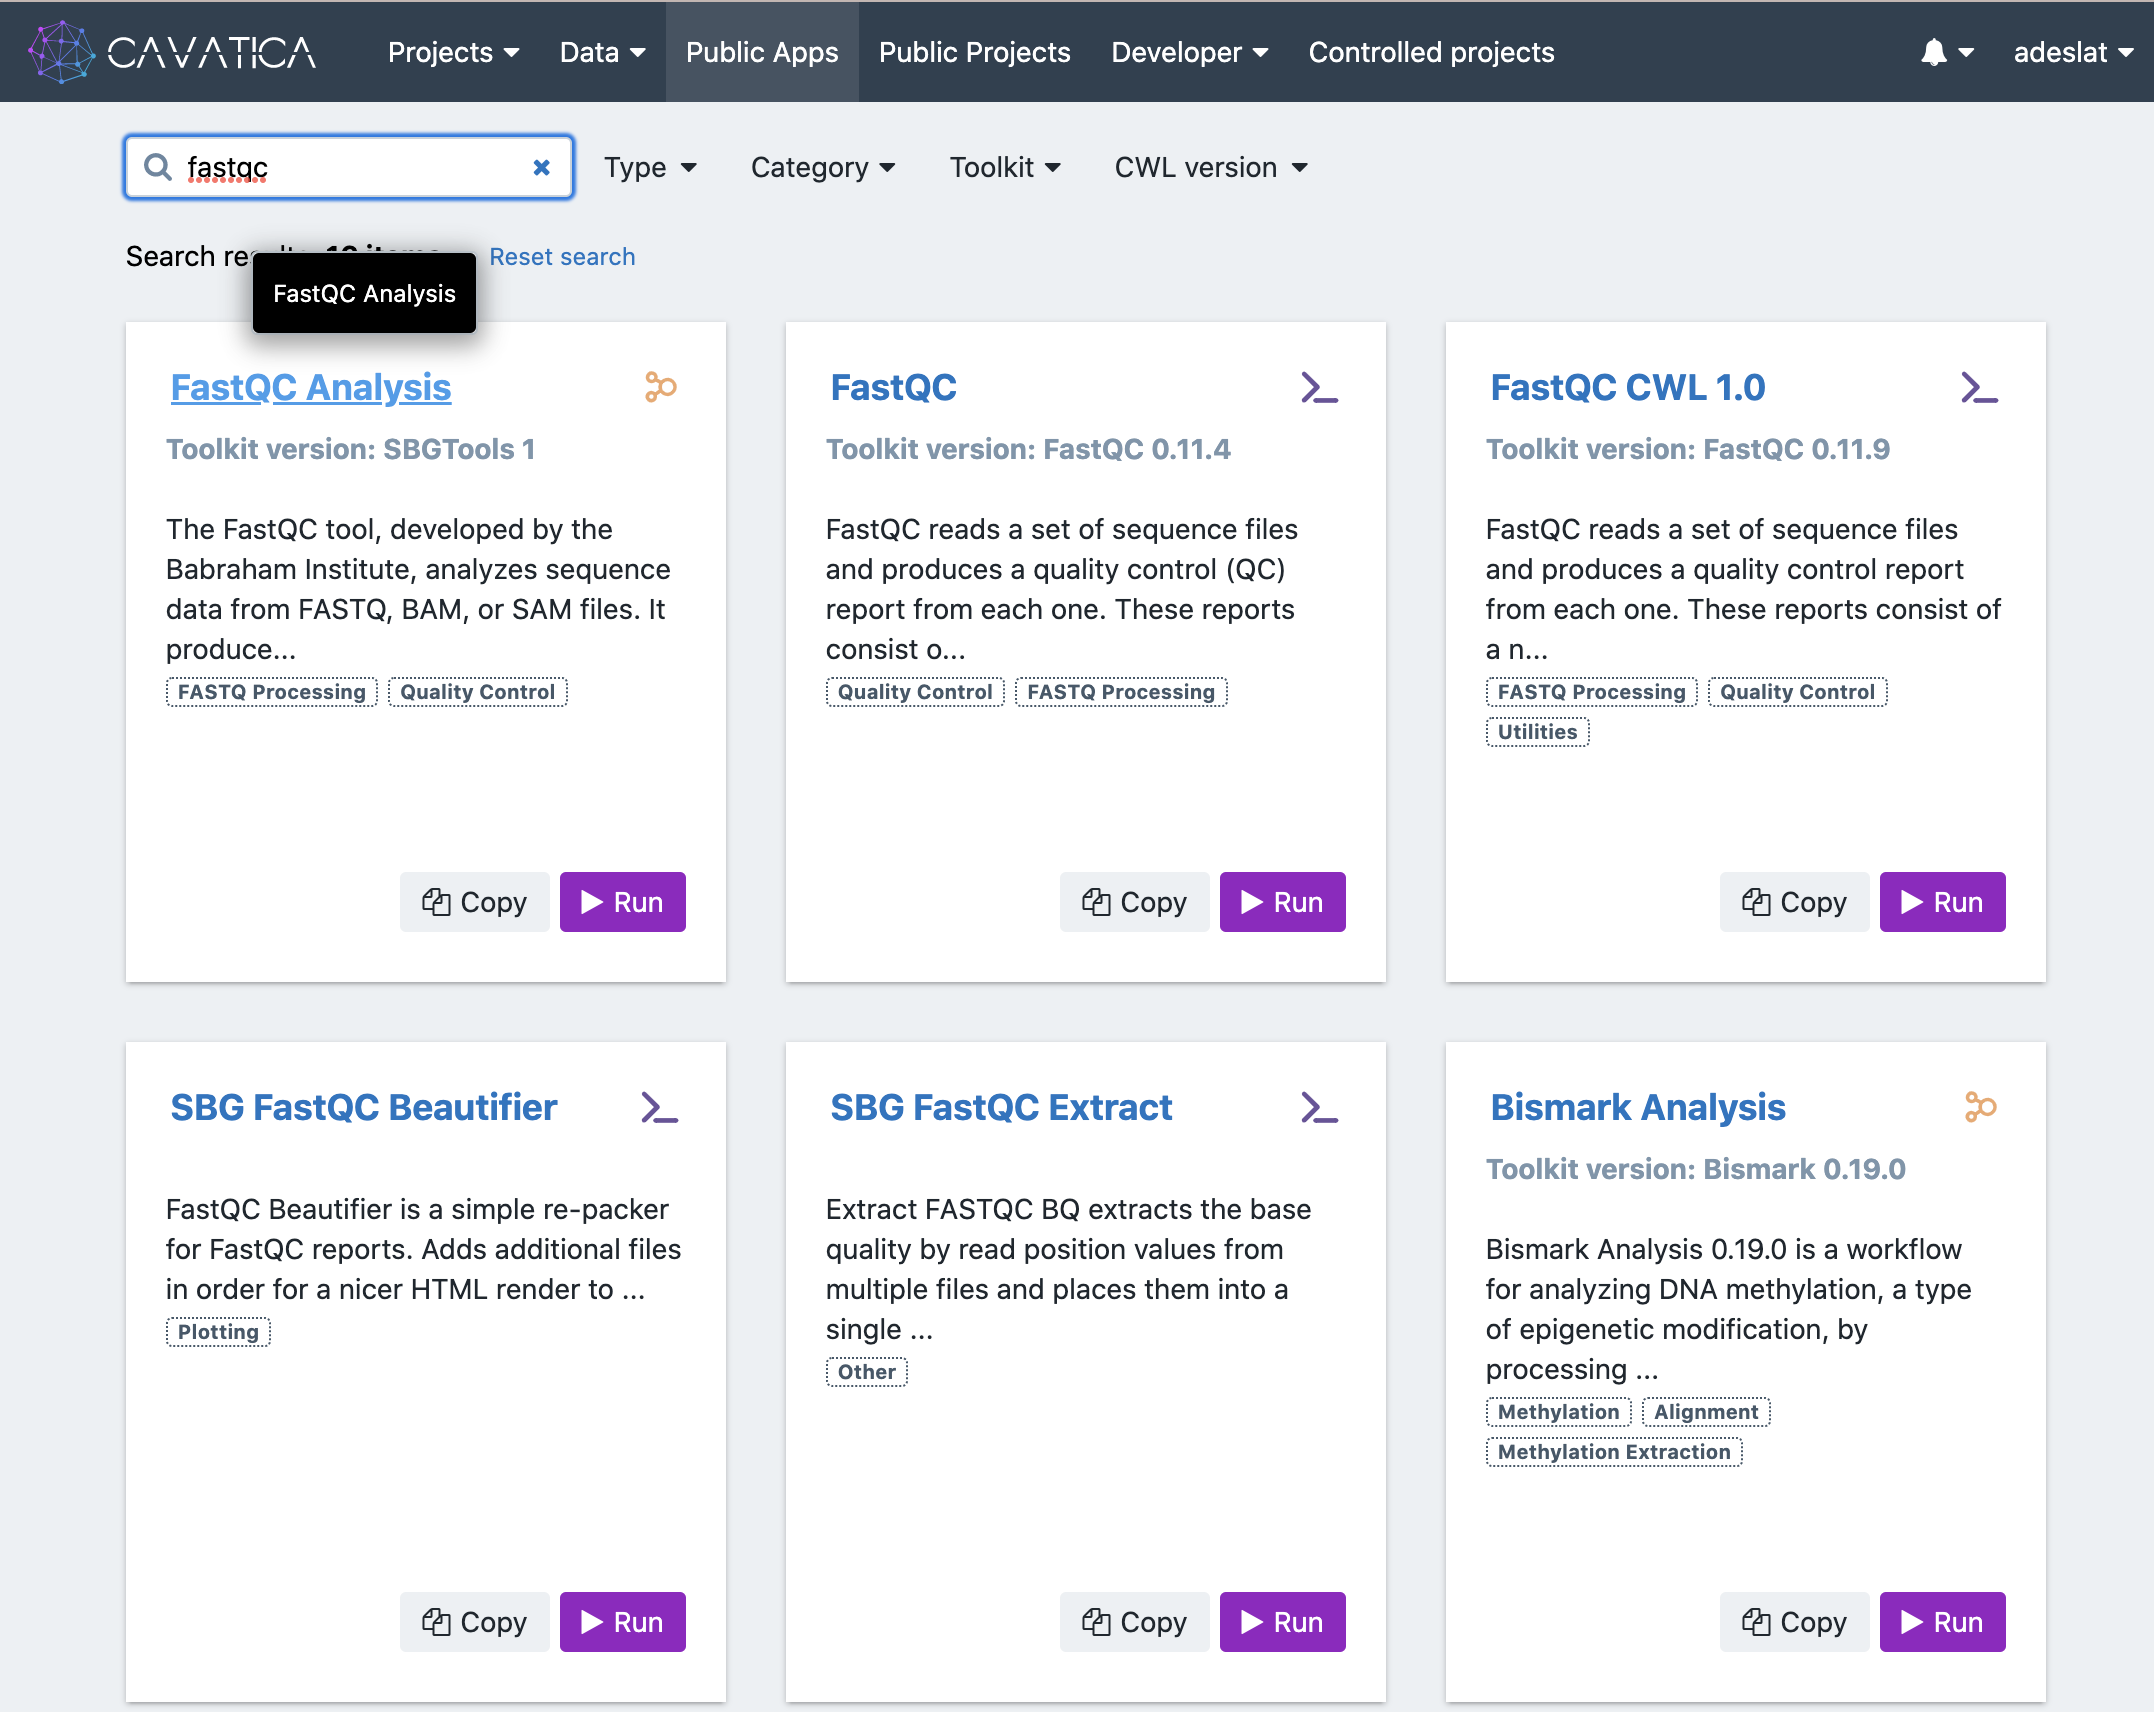 CAVATICA Projects Data Public Apps Public Projects Developer Controlled projects adeslat
fastqc Type Category Toolkit CWL version
Search Reset search
FastQC Analysis
FastQC Analysis FastQC FastQC CWL 1.0
Toolkit version: SBGTools 1 Toolkit version: FastQC 0.11.4 Toolkit version: FastQC 0.11.9
The FastQC tool, developed by the
Babraham Institute, analyzes sequence
data from FASTQ, BAM, or SAM files. It
produce...
FASTQ Processing Quality Control
FastQC reads a set of sequence files
and produces a quality control (QC)
report from each one. These reports
consist o...
Quality Control FASTQ Processing
FastQC reads a set of sequence files
and produces a quality control report
from each one. These reports consist of
a n...
FASTQ Processing Quality Control
Utilities
Copy Run Copy Run Copy Run
SBG FastQC Beautifier SBG FastQC Extract Bismark Analysis
Toolkit version: Bismark 0.19.0
FastQC Beautifier is a simple re-packer
for FastQC reports. Adds additional files
in order for a nicer HTML render to ...
Plotting
Extract FASTQC BQ extracts the base
quality by read position values from
multiple files and places them into a
single ...
Other
Bismark Analysis 0.19.0 is a workflow
for analyzing DNA methylation, a type
of epigenetic modification, by
processing ...
Methylation Alignment
Methylation Extraction
Copy Run Copy Run Copy Run